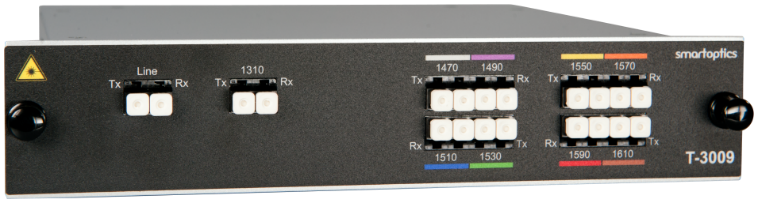 Line
Tx Rx
1310
Tx Rx
1470 1490
Tx Rx
Rx Tx
1510 1530
1550 1570
Tx Rx
Rx Tx
1590 1610
smartoptics
T-3009